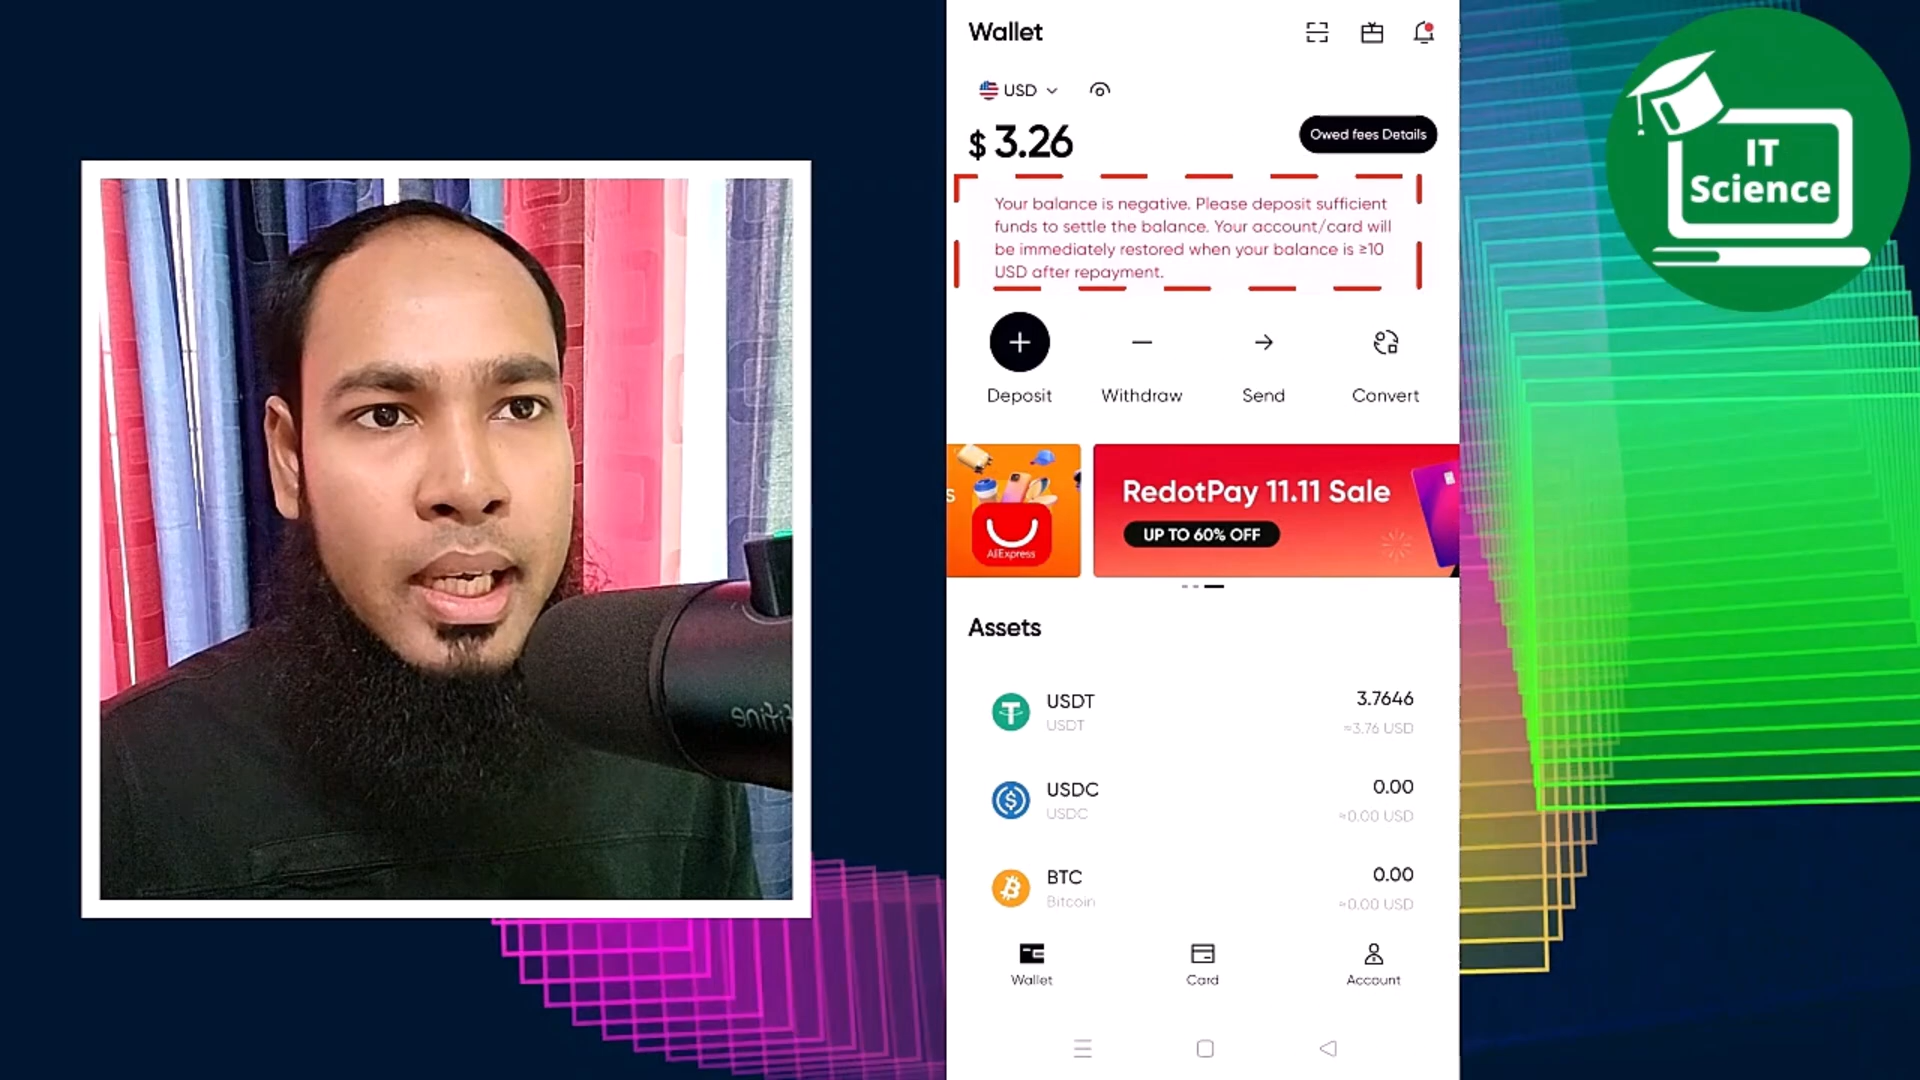 Wallet
USD
$ 3.26
Owed fees Details
Your balance is negative. Please deposit sufficient
funds to settle the balance. Your account/card will
be immediately restored when your balance is ≥10
USD after repayment.
Deposit
Withdraw
Send
Convert
s
AliExpress
RedotPay 11.11 Sale
UP TO 60% OFF
Assets
USDT
3.7646
USDT
≈3.76 USD
USDC
0.00
USDC
≈0.00 USD
BTC
0.00
Bitcoin
≈0.00 USD
Wallet
Card
Account
IT
Science
fifine